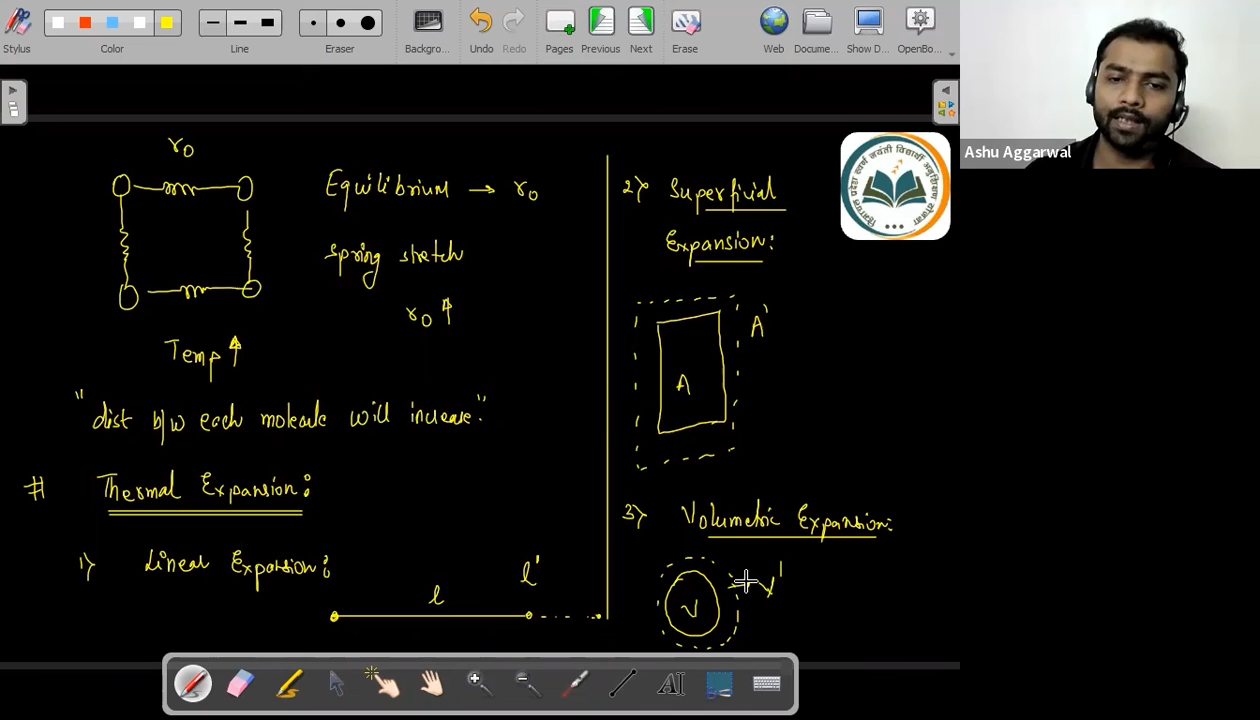 Stylus
Color
Line
Eraser
Backgro...
Undo
Redo
Pages
Previous
Next
Erase
Web
Docume...
Show D...
OpenBo...
Ashu Aggarwal
r0
Equilibrium → r0
Spring stretch
r0 ↑
Temp ↑
"dist b/w each molecule will increase."
# Thermal Expansion:
1) Linear Expansion:
l
l'
2) Superficial
Expansion:
A'
A
3) Volumetric Expansion:
V
V'